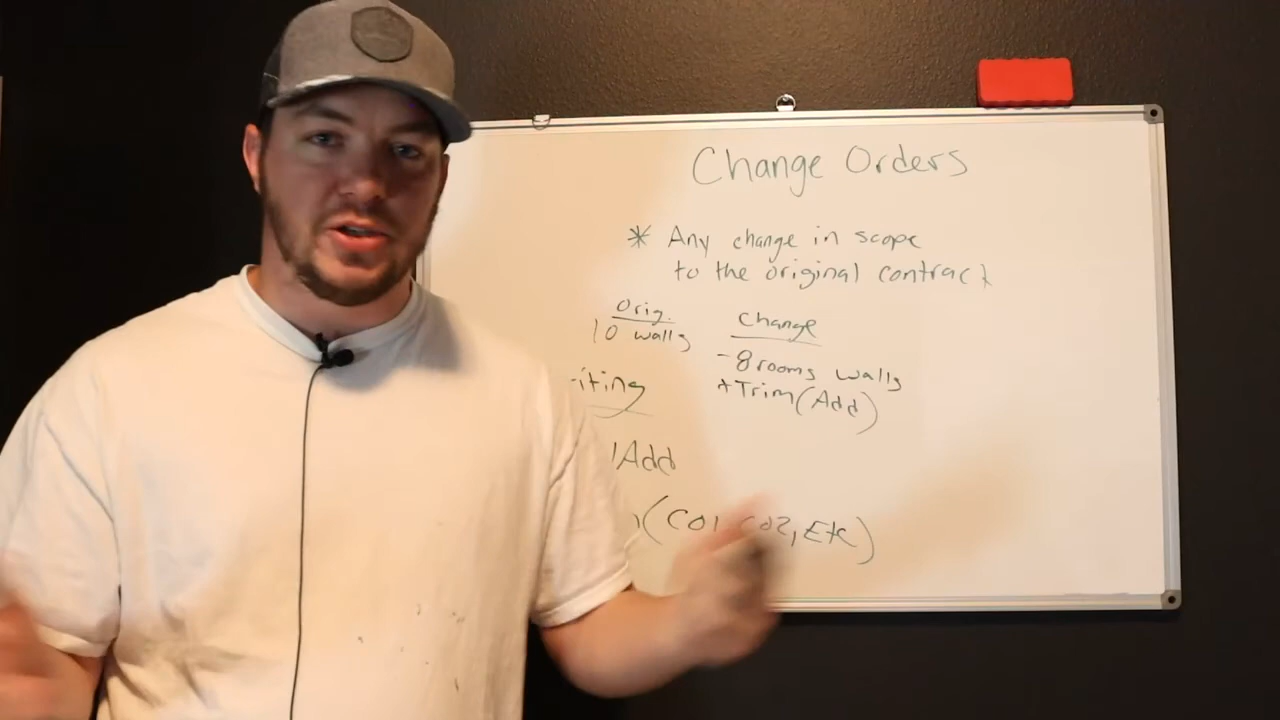 Change Orders
* Any change in scope
to the original contract
Orig.
10 walls
Change
-8 rooms walls
+Trim (Add)
iting
/Add
(CO1, CO2, Etc)